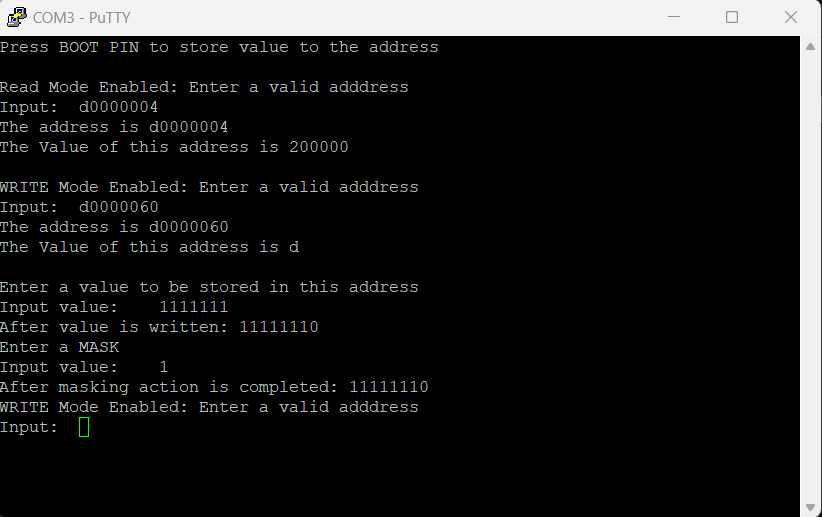 COM3 - PuTTY
Press BOOT PIN to store value to the address
Read Mode Enabled: Enter a valid adddress
Input:  d0000004
The address is d0000004
The Value of this address is 200000
WRITE Mode Enabled: Enter a valid adddress
Input:  d0000060
The address is d0000060
The Value of this address is d
Enter a value to be stored in this address
Input value:    1111111
After value is written: 11111110
Enter a MASK
Input value:    1
After masking action is completed: 11111110
WRITE Mode Enabled: Enter a valid adddress
Input: